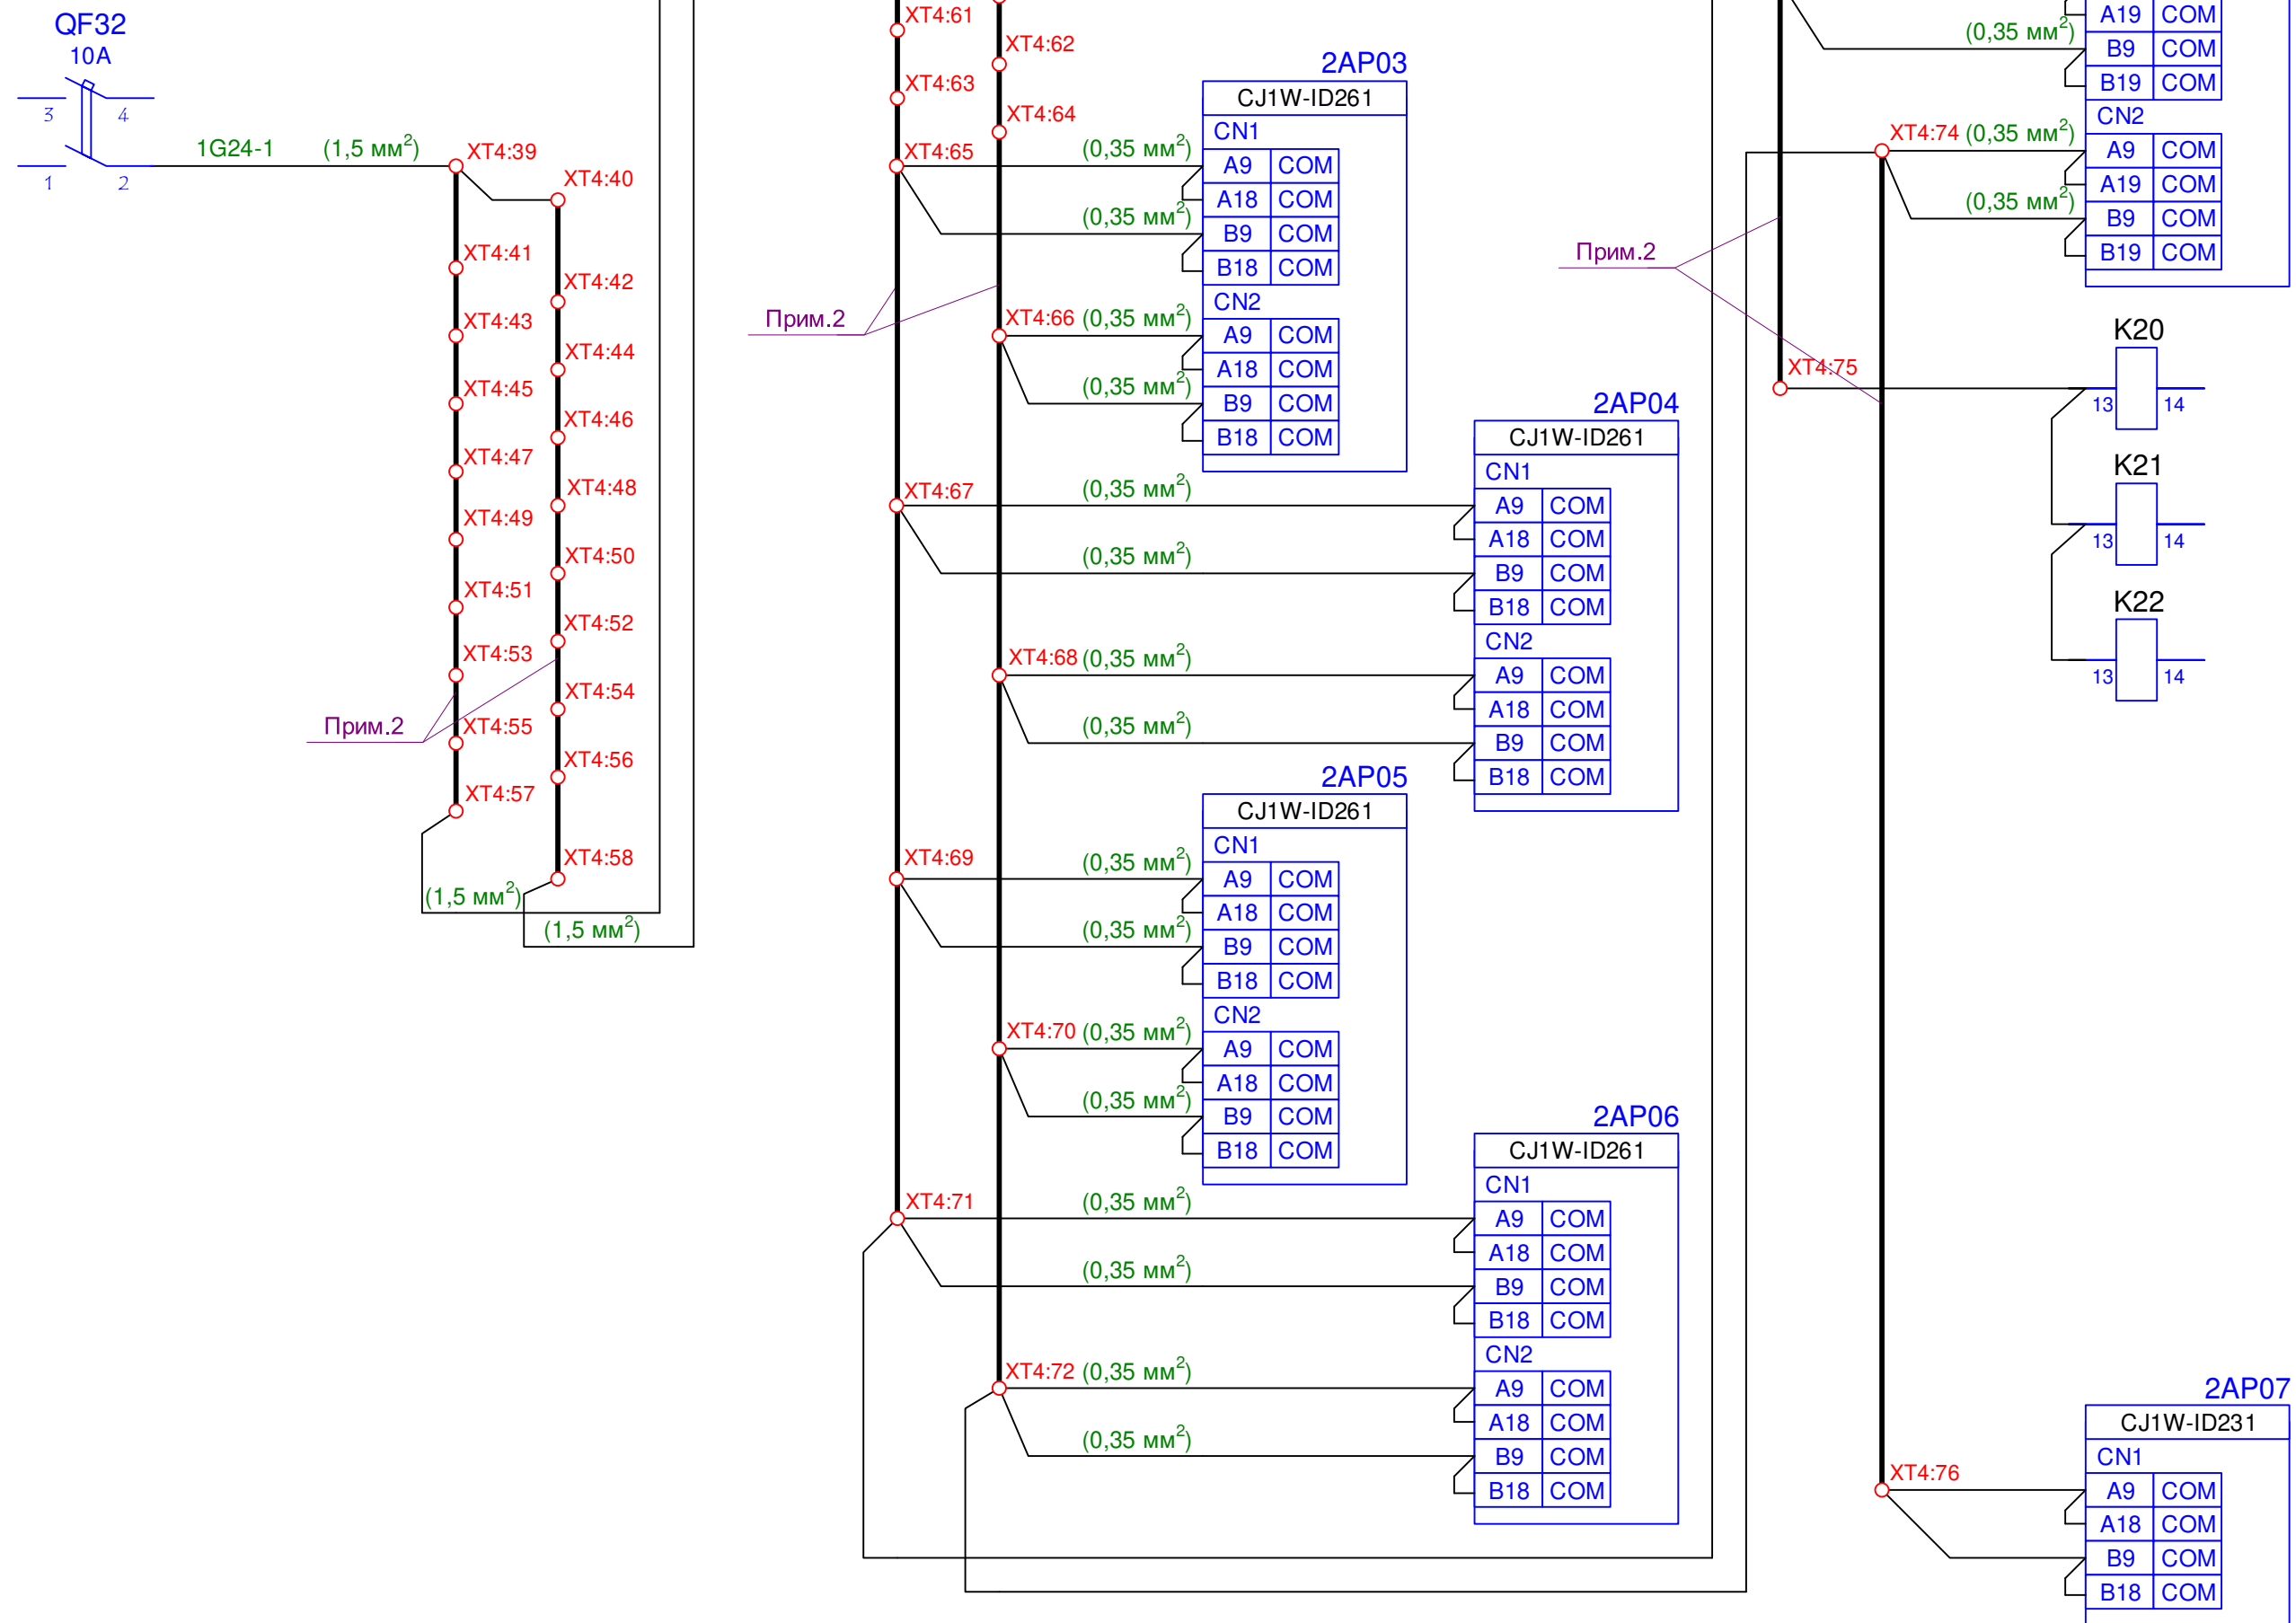 QF32
10A
3
4
1
2
1G24-1
(1,5 мм²)
XT4:39
XT4:40
XT4:41
XT4:42
XT4:43
XT4:44
XT4:45
XT4:46
XT4:47
XT4:48
XT4:49
XT4:50
XT4:51
XT4:52
XT4:53
XT4:54
Прим.2
XT4:55
XT4:56
XT4:57
XT4:58
(1,5 мм²)
(1,5 мм²)
XT4:61
XT4:62
XT4:63
XT4:64
XT4:65
(0,35 мм²)
(0,35 мм²)
Прим.2
XT4:66
(0,35 мм²)
(0,35 мм²)
2AP03
CJ1W-ID261
CN1
A9 COM
A18 COM
B9 COM
B18 COM
CN2
A9 COM
A18 COM
B9 COM
B18 COM
XT4:67
(0,35 мм²)
(0,35 мм²)
XT4:68
(0,35 мм²)
(0,35 мм²)
2AP04
CJ1W-ID261
CN1
A9 COM
A18 COM
B9 COM
B18 COM
CN2
A9 COM
A18 COM
B9 COM
B18 COM
XT4:69
(0,35 мм²)
(0,35 мм²)
XT4:70
(0,35 мм²)
(0,35 мм²)
2AP05
CJ1W-ID261
CN1
A9 COM
A18 COM
B9 COM
B18 COM
CN2
A9 COM
A18 COM
B9 COM
B18 COM
XT4:71
(0,35 мм²)
(0,35 мм²)
XT4:72
(0,35 мм²)
(0,35 мм²)
2AP06
CJ1W-ID261
CN1
A9 COM
A18 COM
B9 COM
B18 COM
CN2
A9 COM
A18 COM
B9 COM
B18 COM
A19 COM
(0,35 мм²)
B9 COM
B19 COM
CN2
XT4:74
(0,35 мм²)
A9 COM
A19 COM
(0,35 мм²)
B9 COM
B19 COM
Прим.2
XT4:75
K20
13
14
K21
13
14
K22
13
14
2AP07
CJ1W-ID231
CN1
XT4:76
A9 COM
A18 COM
B9 COM
B18 COM